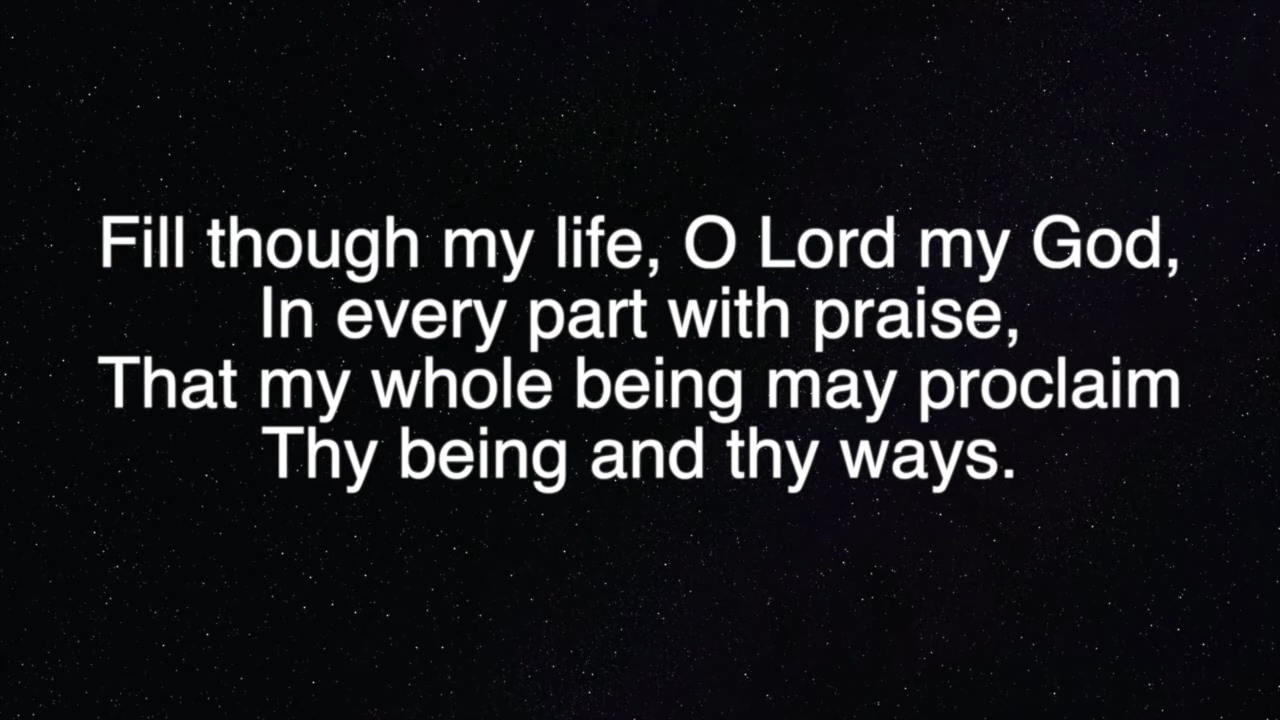 Fill though my life, O Lord my God,
In every part with praise,
That my whole being may proclaim
Thy being and thy ways.